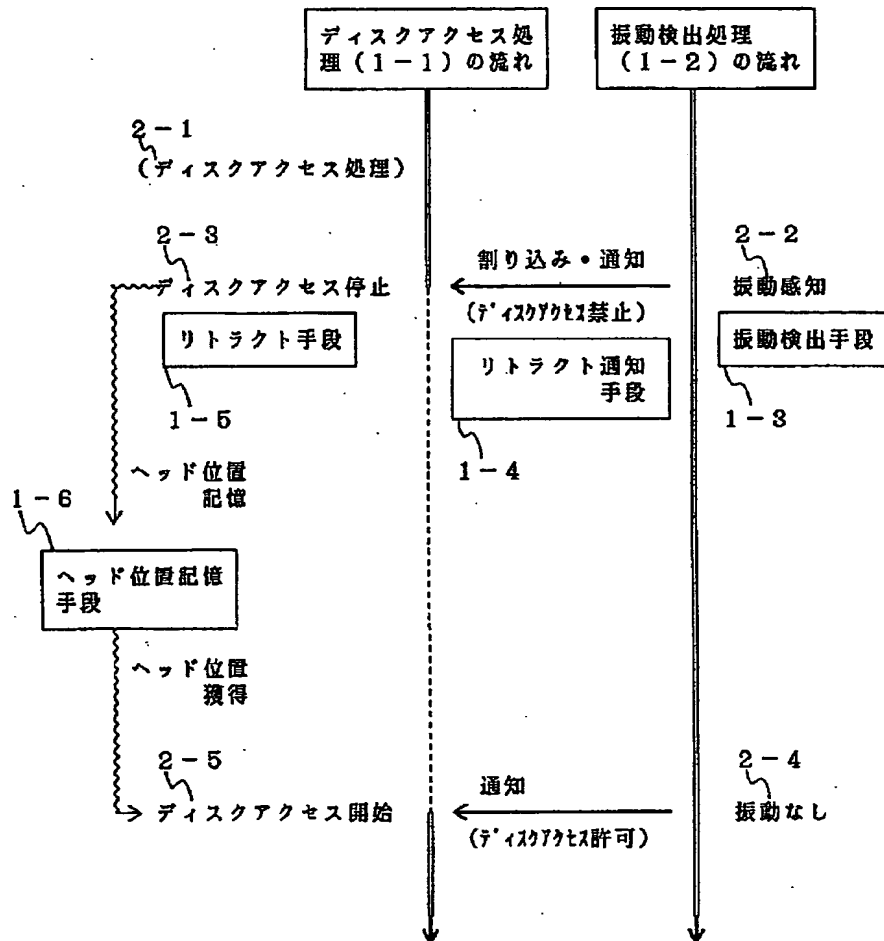 ディスクアクセス処
理（1－1）の流れ
振動検出処理
（1－2）の流れ
2－1
（ディスクアクセス処理）
2－3
ディスクアクセス停止
割り込み・通知
（ディスクアクセス禁止）
2－2
振動感知
リトラクト手段
1－5
リトラクト通知
手段
1－4
振動検出手段
1－3
ヘッド位置
記憶
1－6
ヘッド位置記憶
手段
ヘッド位置
獲得
2－5
ディスクアクセス開始
通知
（ディスクアクセス許可）
2－4
振動なし